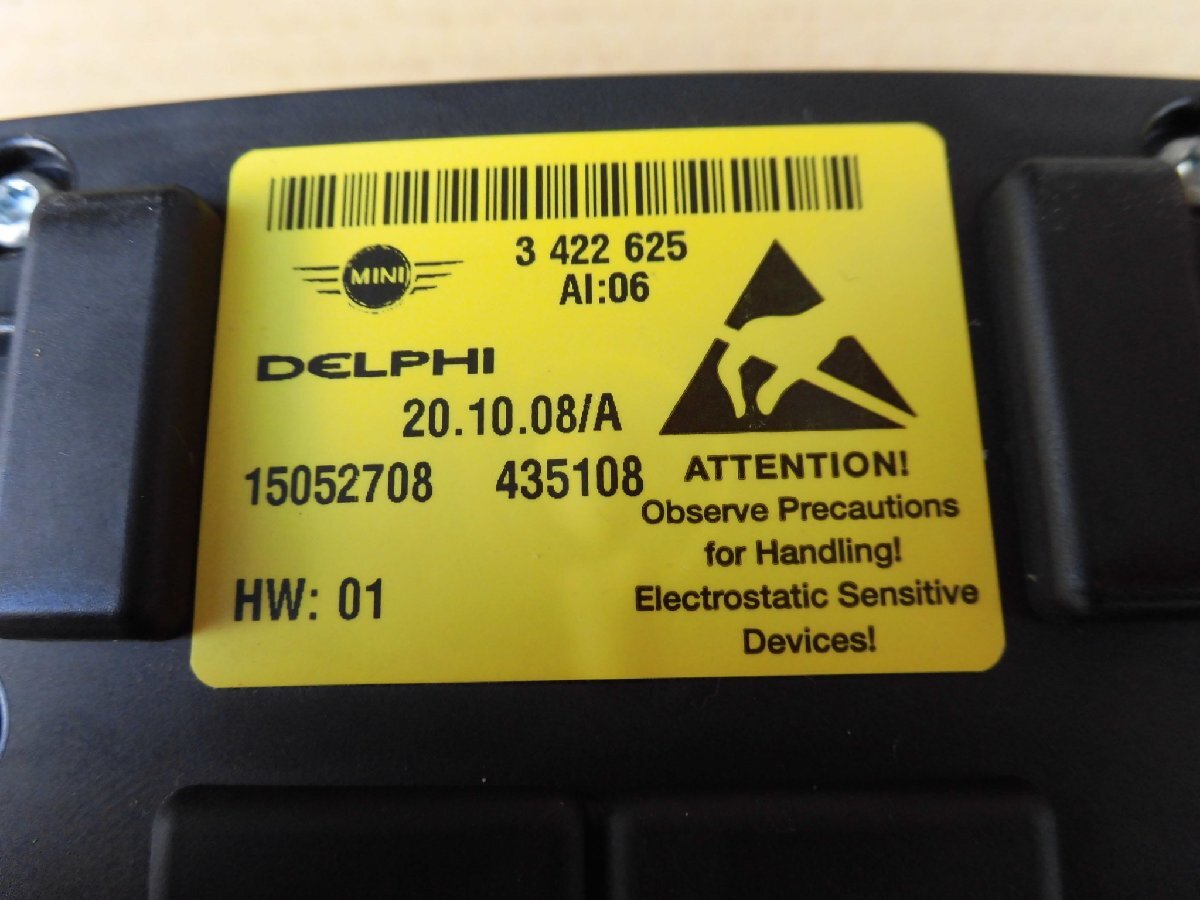 3 422 625
MINI
AI:06
DELPHI
20.10.08/A
15052708 435108
HW: 01
ATTENTION!
Observe Precautions
for Handling!
Electrostatic Sensitive
Devices!